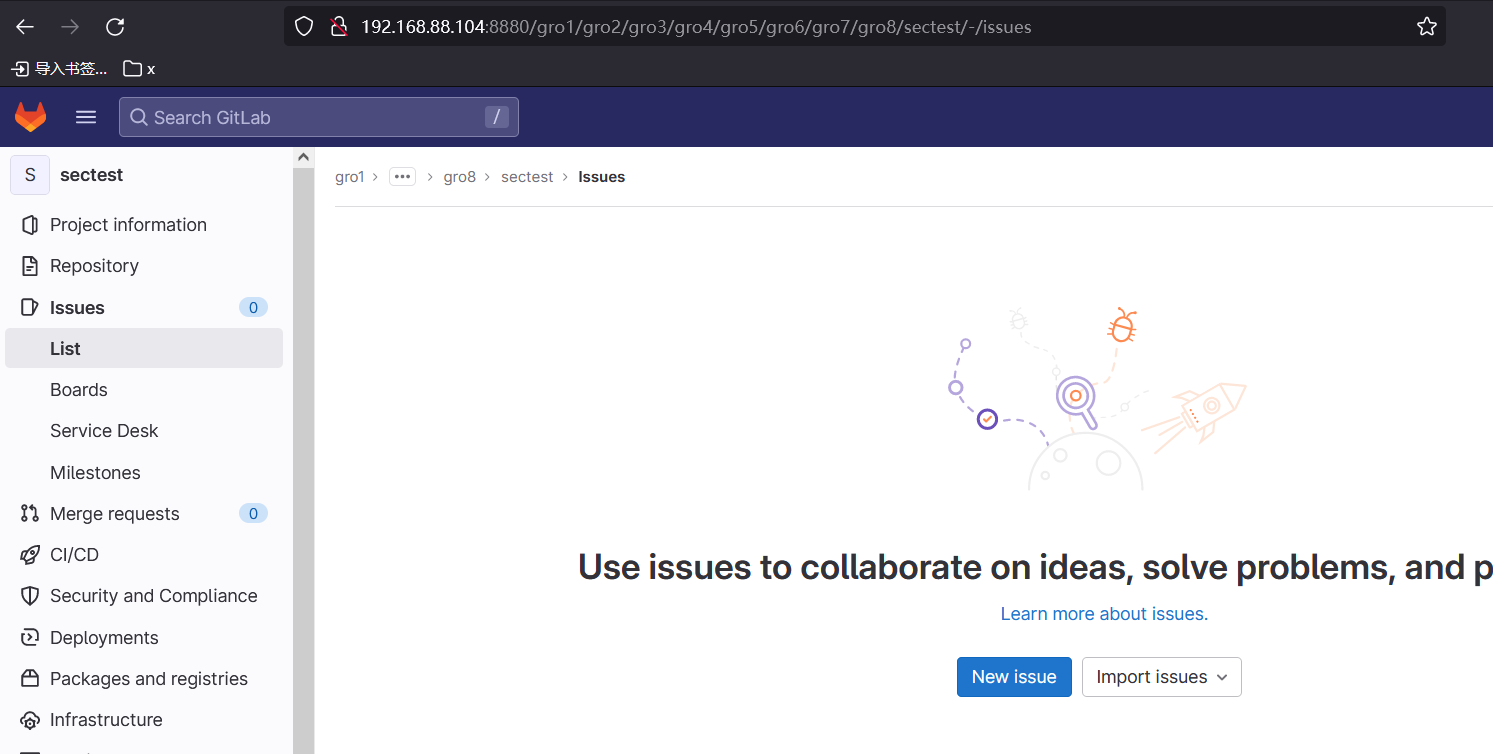 192.168.88.104:8880/gro1/gro2/gro3/gro4/gro5/gro6/gro7/gro8/sectest/-/issues
导入书签... x
Search GitLab /
S sectest
Project information
Repository
Issues 0
List
Boards
Service Desk
Milestones
Merge requests 0
CI/CD
Security and Compliance
Deployments
Packages and registries
Infrastructure
gro1 > ••• > gro8 > sectest > Issues
Use issues to collaborate on ideas, solve problems, and p
Learn more about issues.
New issue Import issues